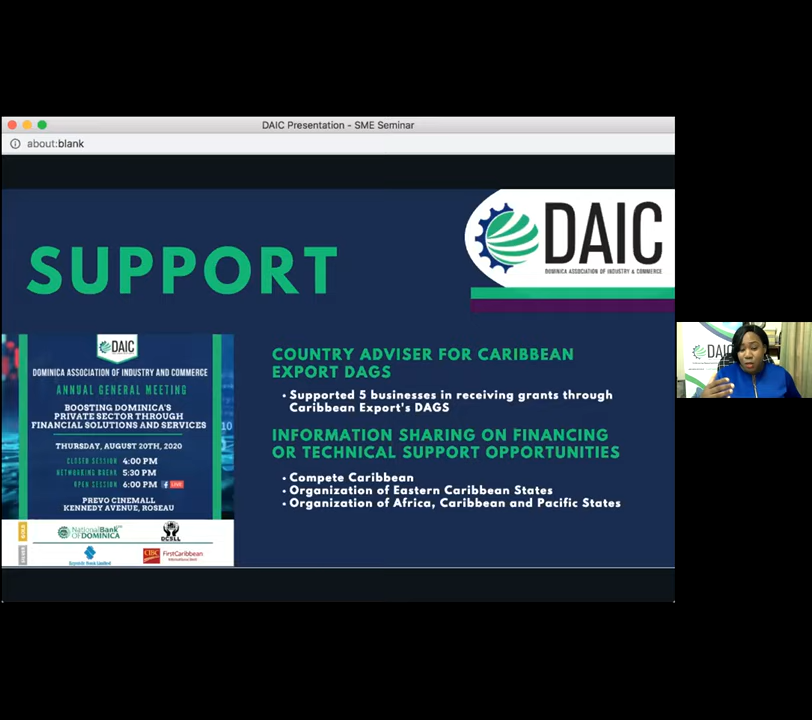 DAIC Presentation - SME Seminar
about:blank
SUPPORT
DAIC
DOMINICA ASSOCIATION OF INDUSTRY & COMMERCE
DAIC
DOMINICA ASSOCIATION OF INDUSTRY AND COMMERCE
ANNUAL GENERAL MEETING
BOOSTING DOMINICA'S
PRIVATE SECTOR THROUGH
FINANCIAL SOLUTIONS AND SERVICES
THURSDAY, AUGUST 20TH, 2020
CLOSED SESSION 4:00 PM
NETWORKING BREAK 5:30 PM
OPEN SESSION 6:00 PM LIVE
PREVO CINEMALL
KENNEDY AVENUE, ROSEAU
GOLD
National Bank
OF DOMINICA
SILVER
CIBC FirstCaribbean
COUNTRY ADVISER FOR CARIBBEAN
EXPORT DAGS
• Supported 5 businesses in receiving grants through
Caribbean Export's DAGS
INFORMATION SHARING ON FINANCING
OR TECHNICAL SUPPORT OPPORTUNITIES
• Compete Caribbean
• Organization of Eastern Caribbean States
• Organization of Africa, Caribbean and Pacific States
DAIC